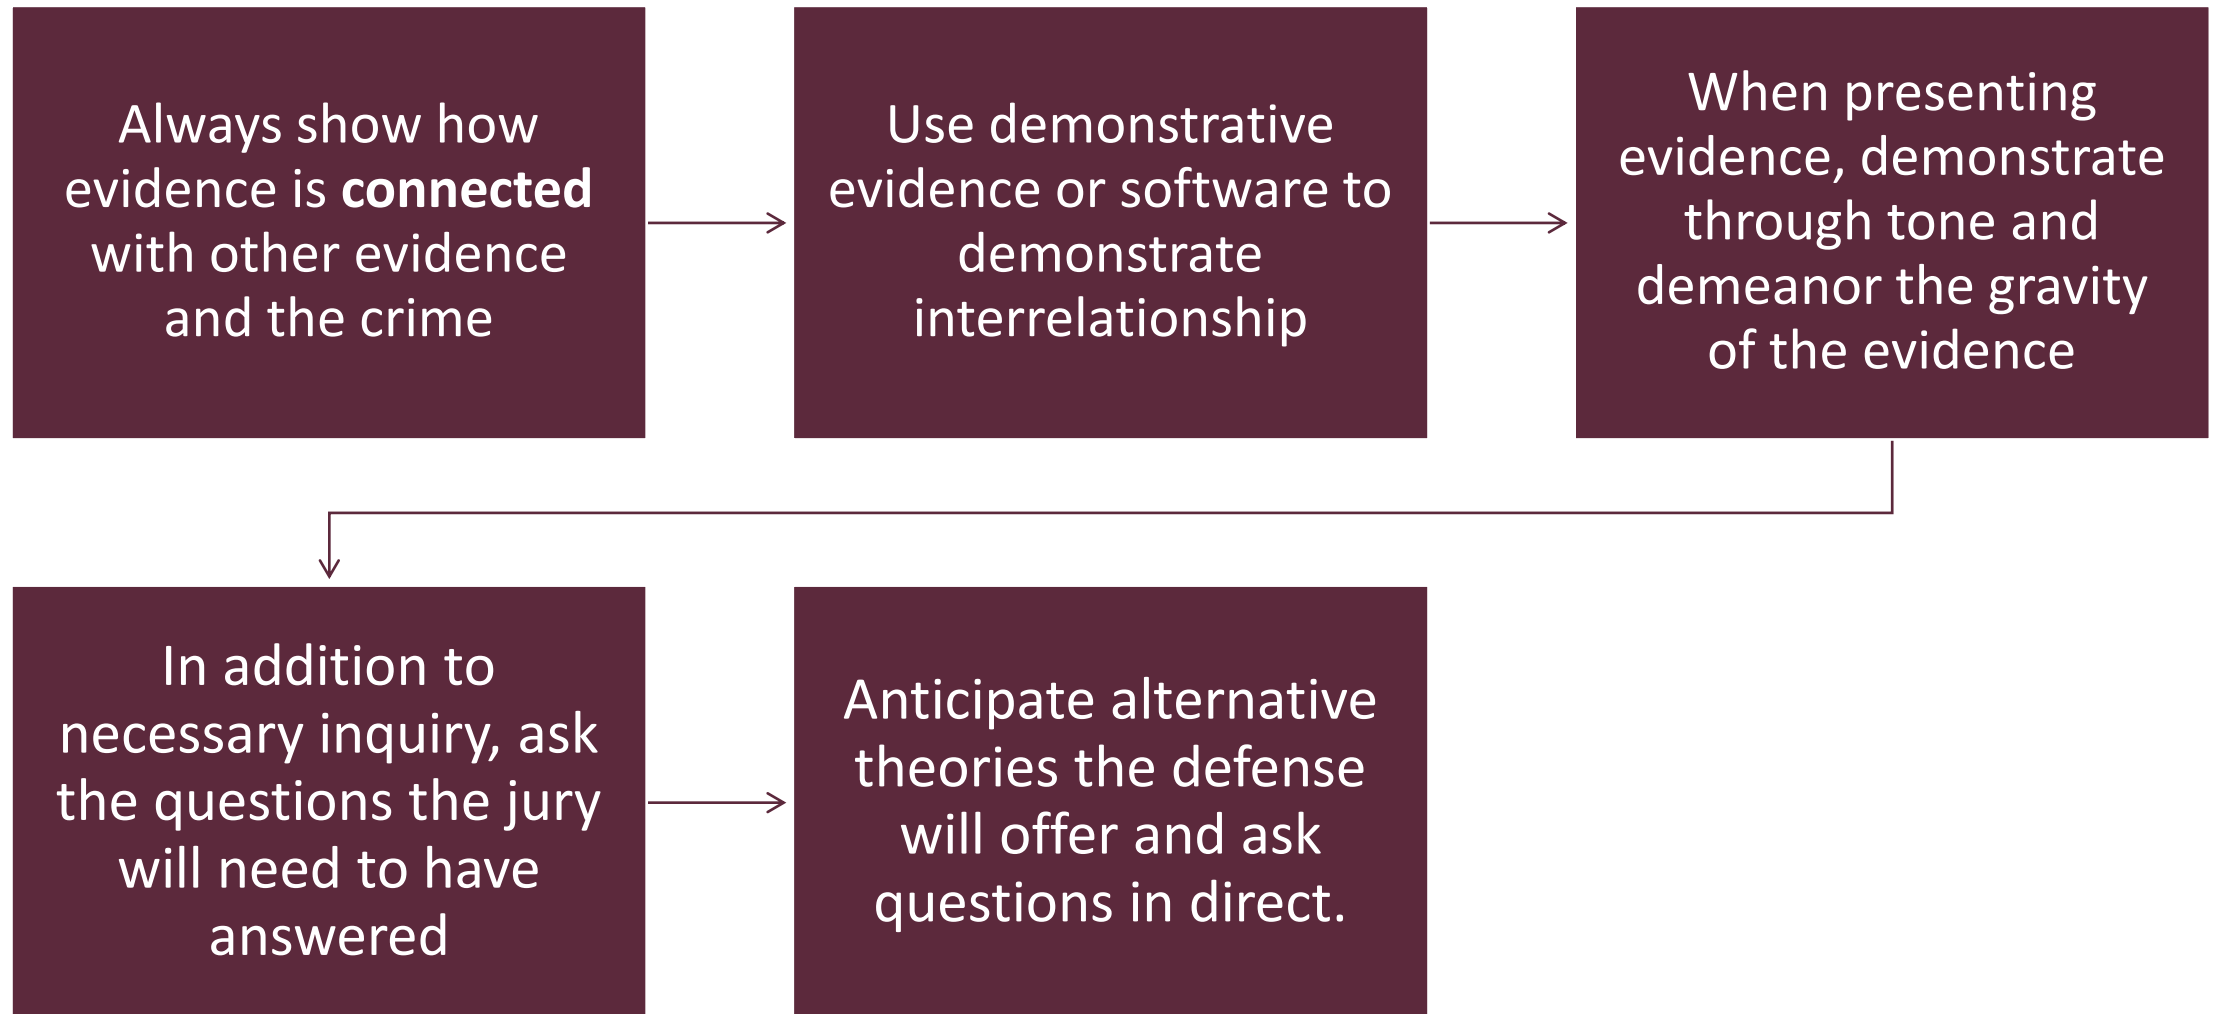 Always show how
evidence is connected
with other evidence
and the crime
Use demonstrative
evidence or software to
demonstrate
interrelationship
When presenting
evidence, demonstrate
through tone and
demeanor the gravity
of the evidence
In addition to
necessary inquiry, ask
the questions the jury
will need to have
answered
Anticipate alternative
theories the defense
will offer and ask
questions in direct.